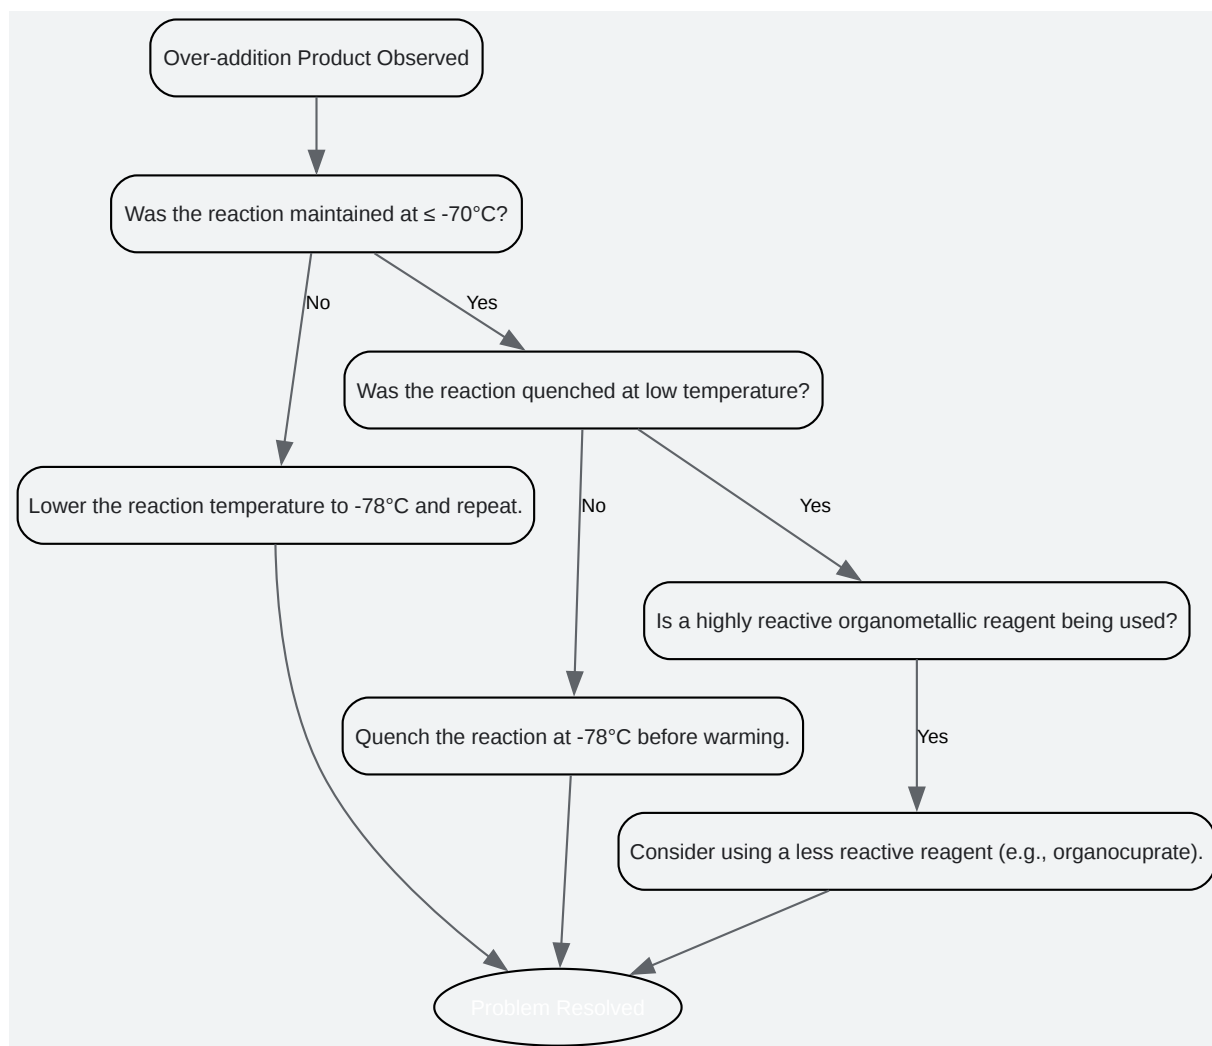 Over-addition Product Observed
Was the reaction maintained at ≤ -70°C?
No
Yes
Was the reaction quenched at low temperature?
Lower the reaction temperature to -78°C and repeat.
No
Yes
Is a highly reactive organometallic reagent being used?
Quench the reaction at -78°C before warming.
Yes
Consider using a less reactive reagent (e.g., organocuprate).
Problem Resolved